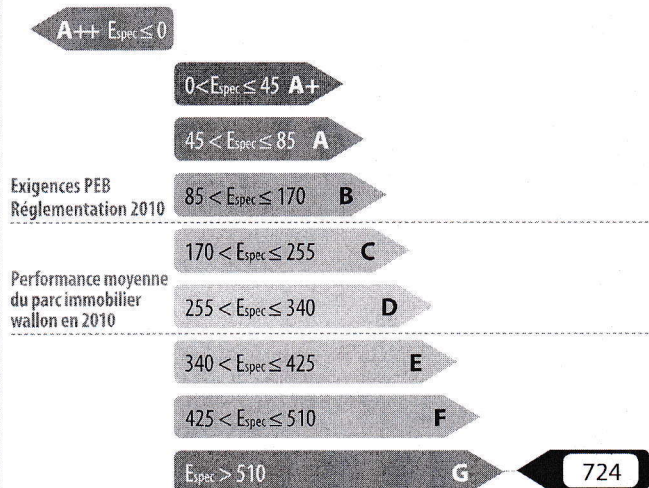 A++ Espec ≤ 0
0 < Espec ≤ 45 A+
45 < Espec ≤ 85 A
Exigences PEB
Réglementation 2010
85 < Espec ≤ 170 B
170 < Espec ≤ 255 C
Performance moyenne
du parc immobilier
wallon en 2010
255 < Espec ≤ 340 D
340 < Espec ≤ 425 E
425 < Espec ≤ 510 F
Espec > 510 G 724